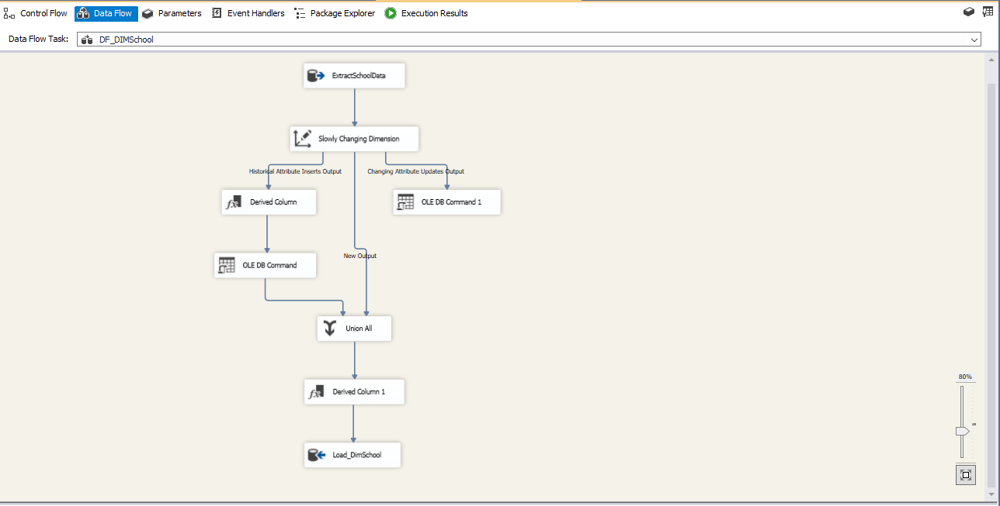 Control Flow Data Flow Parameters Event Handlers Package Explorer Execution Results
Data Flow Task: DF_DIMSchool
ExtractSchoolData
Slowly Changing Dimension
Historical Attribute Inserts Output Changing Attribute Updates Output
Derived Column OLE DB Command 1
New Output
OLE DB Command
Union All
80%
Derived Column 1
Load_DimSchool